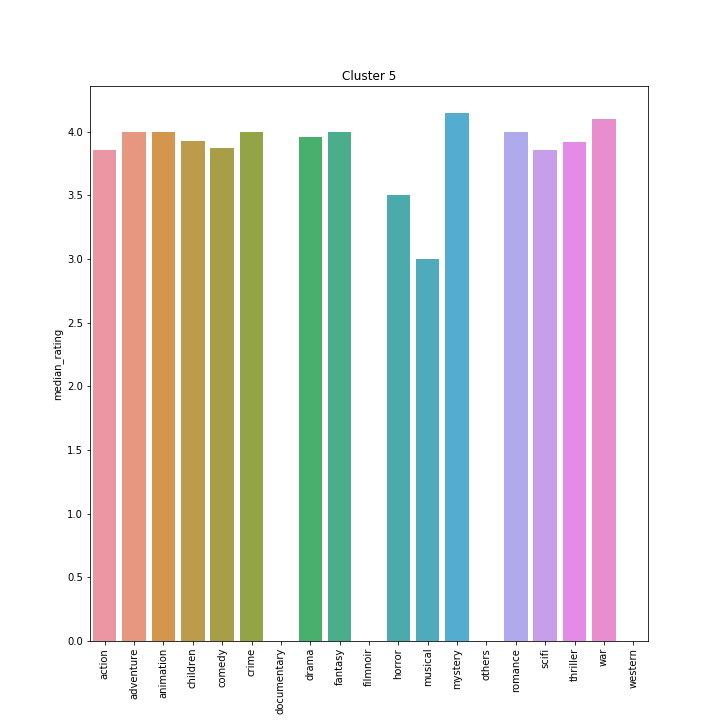 Cluster 5
median_rating
4.0
3.5
3.0
2.5
2.0
1.5
1.0
0.5
0.0
action
adventure
animation
children
comedy
crime
documentary
drama
fantasy
filmnoir
horror
musical
mystery
others
romance
scifi
thriller
war
western